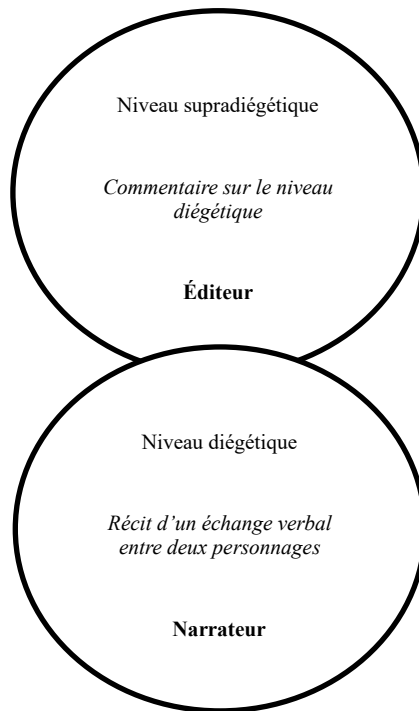 Niveau supradiégétique
Commentaire sur le niveau
diégétique
Éditeur
Niveau diégétique
Récit d’un échange verbal
entre deux personnages
Narrateur